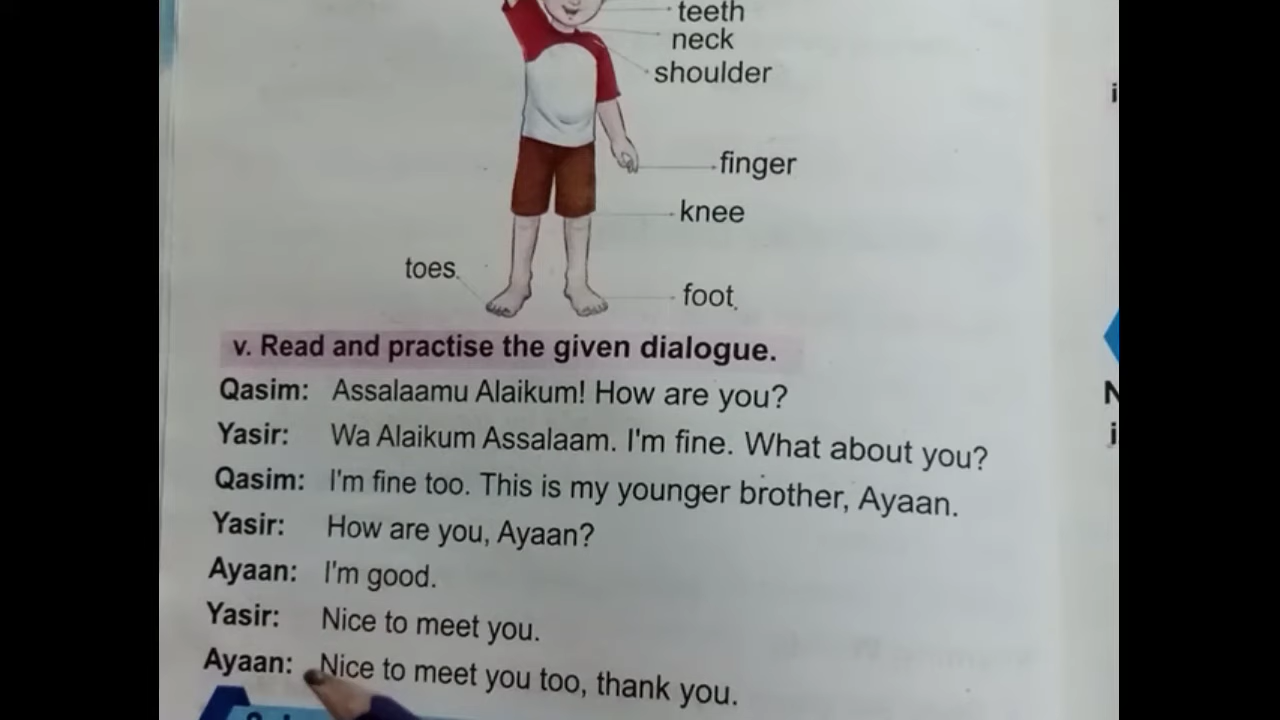 teeth
neck
shoulder
finger
knee
toes
foot
v. Read and practise the given dialogue.
Qasim: Assalaamu Alaikum! How are you?
Yasir: Wa Alaikum Assalaam. I'm fine. What about you?
Qasim: I'm fine too. This is my younger brother, Ayaan.
Yasir: How are you, Ayaan?
Ayaan: I'm good.
Yasir: Nice to meet you.
Ayaan: Nice to meet you too, thank you.